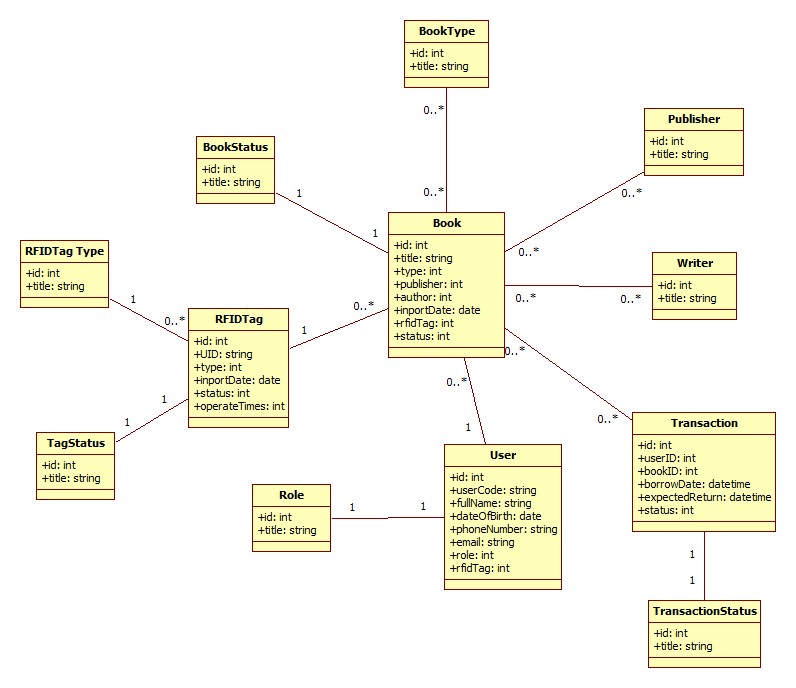 BookType
+id: int
+title: string
0..*
0..*
Publisher
+id: int
+title: string
0..*
0..*
BookStatus
+id: int
+title: string
1
1
Book
+id: int
+title: string
+type: int
+publisher: int
+author: int
+inportDate: date
+rfidTag: int
+status: int
Writer
+id: int
+title: string
0..*
0..*
RFIDTag Type
+id: int
+title: string
1
0..*
RFIDTag
+id: int
+UID: string
+type: int
+inportDate: date
+status: int
+operateTimes: int
1
0..*
TagStatus
+id: int
+title: string
1
1
0..*
0..*
Transaction
+id: int
+userID: int
+bookID: int
+borrowDate: datetime
+expectedReturn: datetime
+status: int
0..*
1
User
+id: int
+userCode: string
+fullName: string
+dateOfBirth: date
+phoneNumber: string
+email: string
+role: int
+rfidTag: int
Role
+id: int
+title: string
1
1
1
1
TransactionStatus
+id: int
+title: string